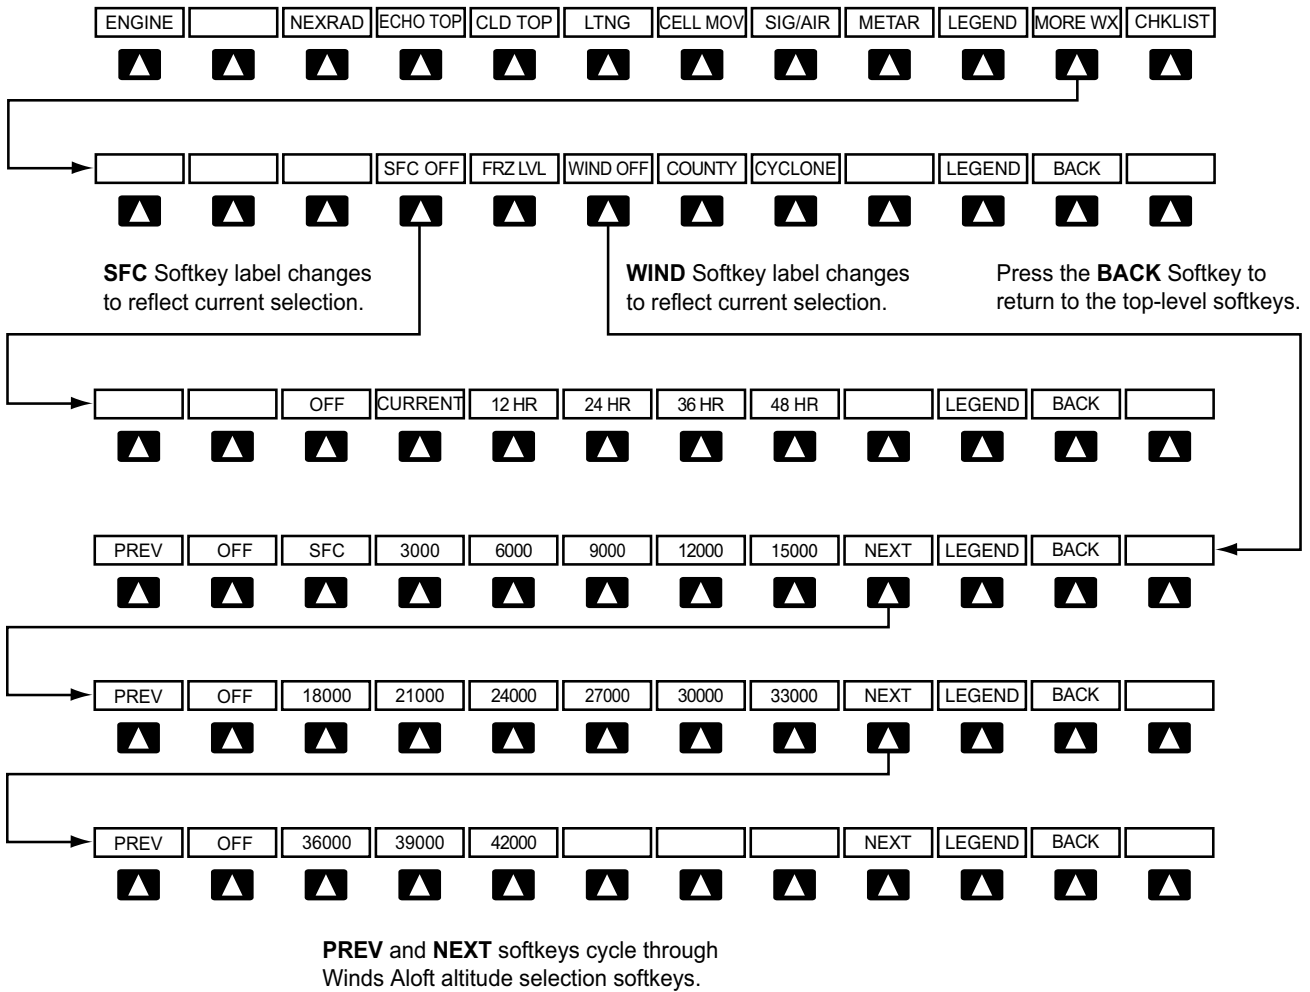 ENGINE NEXRAD ECHO TOP CLD TOP LTNG CELL MOV SIG/AIR METAR LEGEND MORE WX CHKLIST
SFC OFF FRZ LVL WIND OFF COUNTY CYCLONE LEGEND BACK
SFC Softkey label changes
to reflect current selection.
WIND Softkey label changes
to reflect current selection.
Press the BACK Softkey to
return to the top-level softkeys.
OFF CURRENT 12 HR 24 HR 36 HR 48 HR LEGEND BACK
PREV OFF SFC 3000 6000 9000 12000 15000 NEXT LEGEND BACK
PREV OFF 18000 21000 24000 27000 30000 33000 NEXT LEGEND BACK
PREV OFF 36000 39000 42000 NEXT LEGEND BACK
PREV and NEXT softkeys cycle through
Winds Aloft altitude selection softkeys.